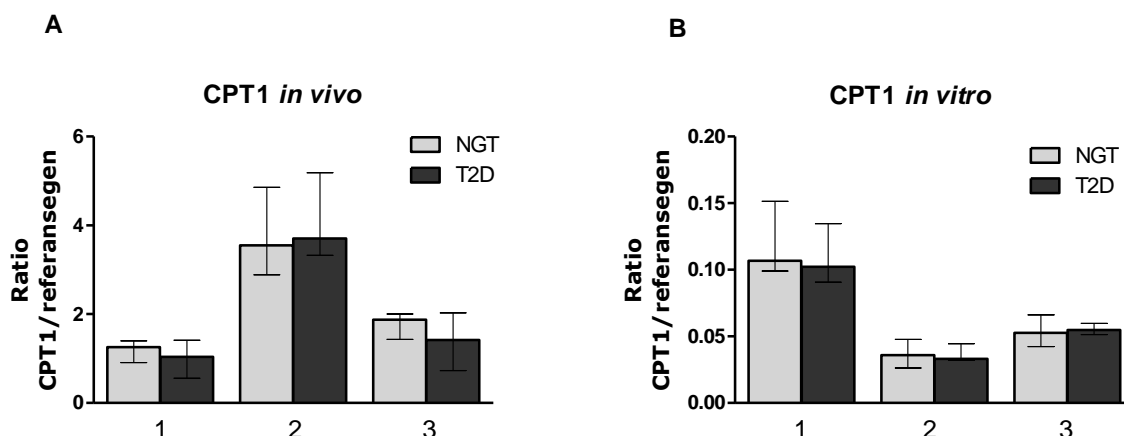 A
CPT1 in vivo
Ratio
CPT1/referansegen
6
4
2
0
NGT
T2D
1 2 3
B
CPT1 in vitro
Ratio
CPT1/referansegen
0.20
0.15
0.10
0.05
0.00
NGT
T2D
1 2 3